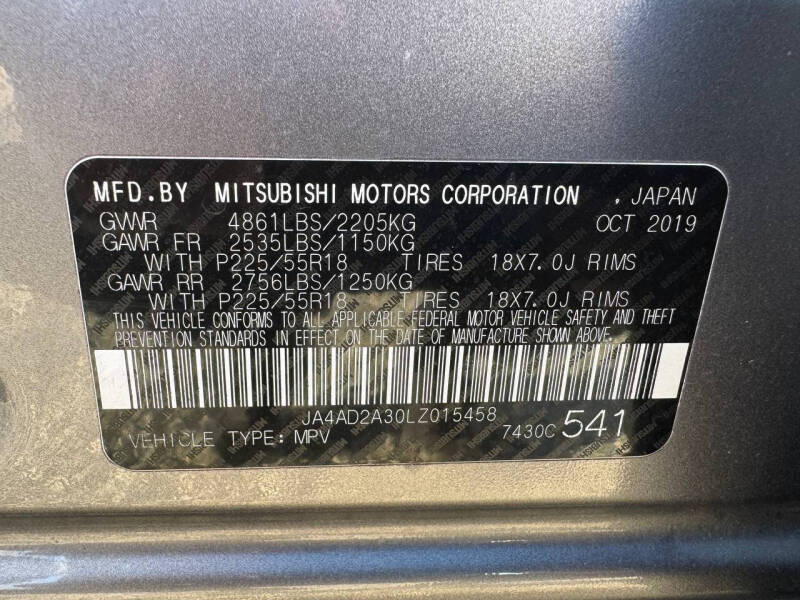 MFD.BY MITSUBISHI MOTORS CORPORATION . JAPAN
GVWR 4861LBS/2205KG OCT 2019
GAWR FR 2535LBS/1150KG
WITH P225/55R18 TIRES 18X7.0J RIMS
GAWR RR 2756LBS/1250KG
WITH P225/55R18 TIRES 18X7.0J RIMS
THIS VEHICLE CONFORMS TO ALL APPLICABLE FEDERAL MOTOR VEHICLE SAFETY AND THEFT
PREVENTION STANDARDS IN EFFECT ON THE DATE OF MANUFACTURE SHOWN ABOVE.
JA4AD2A30LZ015458
VEHICLE TYPE: MPV 7430C 541